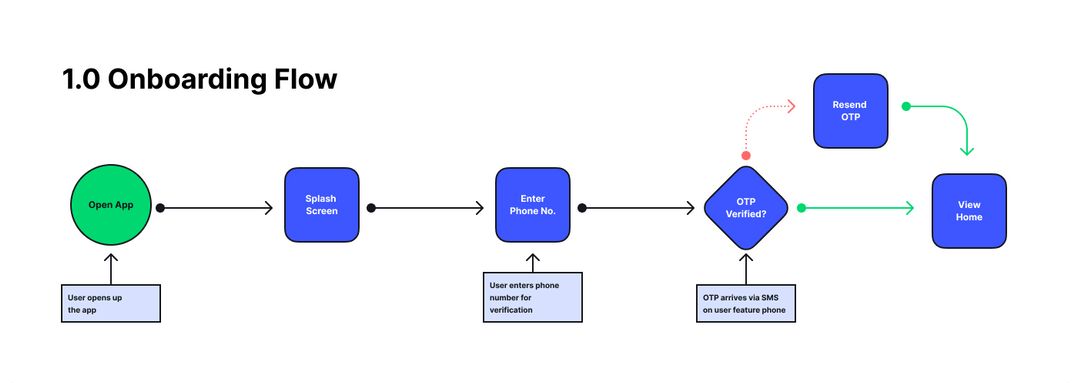 1.0 Onboarding Flow
Resend
OTP
Open App
Splash
Screen
Enter
Phone No.
OTP
Verified?
View
Home
User opens up
the app
User enters phone
number for
verification
OTP arrives via SMS
on user feature phone